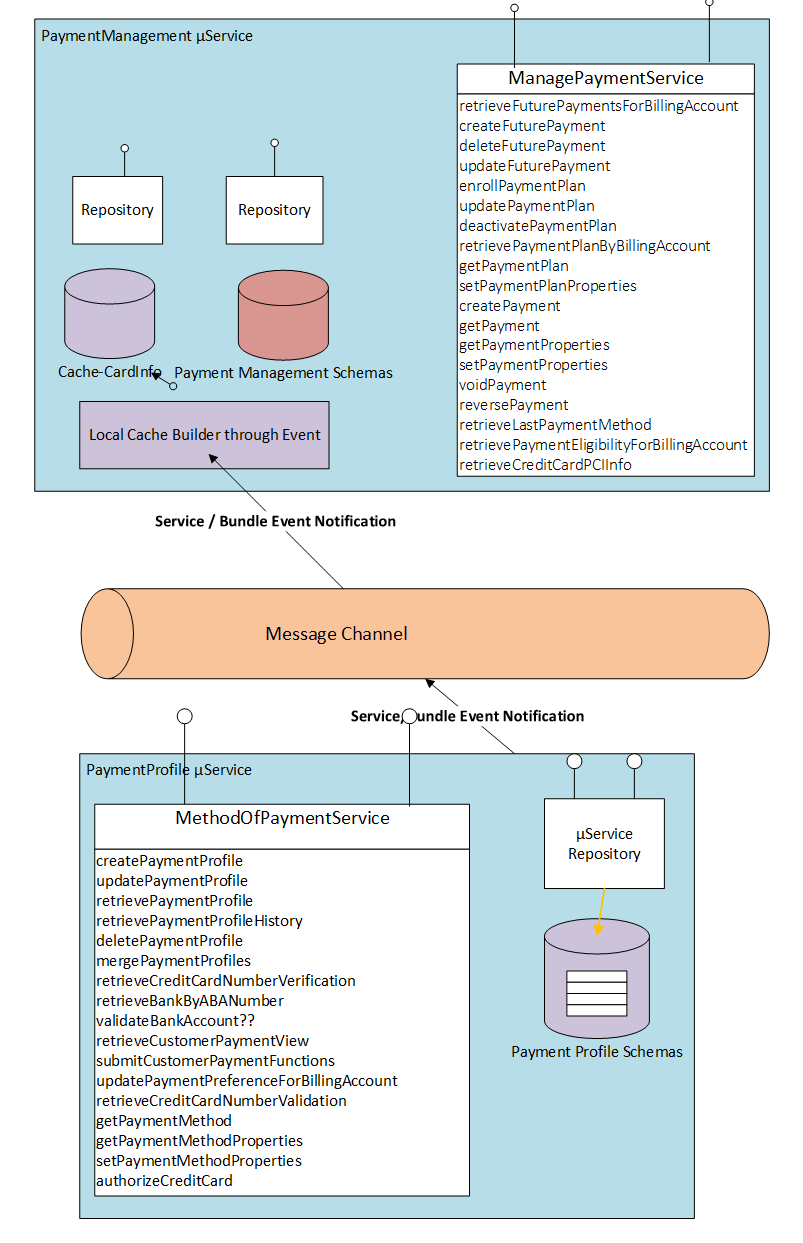 PaymentManagement µService
ManagePaymentService
retrieveFuturePaymentsForBillingAccount
createFuturePayment
deleteFuturePayment
updateFuturePayment
enrollPaymentPlan
updatePaymentPlan
deactivatePaymentPlan
retrievePaymentPlanByBillingAccount
getPaymentPlan
setPaymentPlanProperties
createPayment
getPayment
getPaymentProperties
setPaymentProperties
voidPayment
reversePayment
retrieveLastPaymentMethod
retrievePaymentEligibilityForBillingAccount
retrieveCreditCardPCIInfo
Repository
Repository
Cache-CardInfo
Payment Management Schemas
Local Cache Builder through Event
Service / Bundle Event Notification
Message Channel
Service/Bundle Event Notification
PaymentProfile µService
MethodOfPaymentService
createPaymentProfile
updatePaymentProfile
retrievePaymentProfile
retrievePaymentProfileHistory
deletePaymentProfile
mergePaymentProfiles
retrieveCreditCardNumberVerification
retrieveBankByABANumber
validateBankAccount??
retrieveCustomerPaymentView
submitCustomerPaymentFunctions
updatePaymentPreferenceForBillingAccount
retrieveCreditCardNumberValidation
getPaymentMethod
getPaymentMethodProperties
setPaymentMethodProperties
authorizeCreditCard
µService
Repository
Payment Profile Schemas